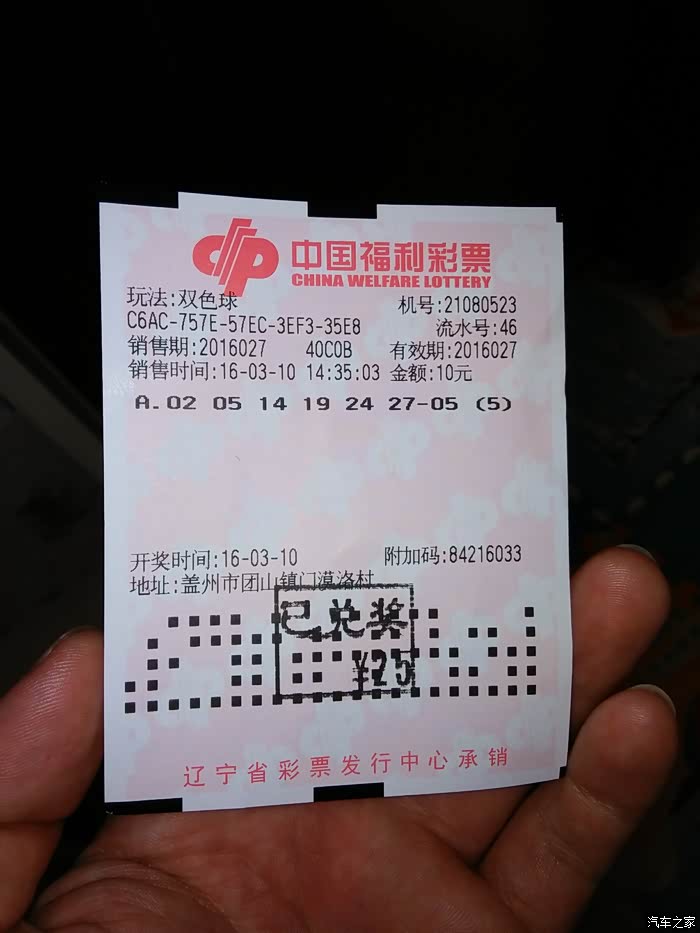 中国福利彩票
CHINA WELFARE LOTTERY
玩法:双色球 机号:21080523
C6AC-757E-57EC-3EF3-35E8 流水号:46
销售期:2016027 40C0B 有效期:2016027
销售时间:16-03-10 14:35:03 金额:10元
A.02 05 14 19 24 27-05 (5)
开奖时间:16-03-10 附加码:84216033
地址:盖州市团山镇门漠洛村
已兑奖
¥25
辽宁省彩票发行中心承销
汽车之家